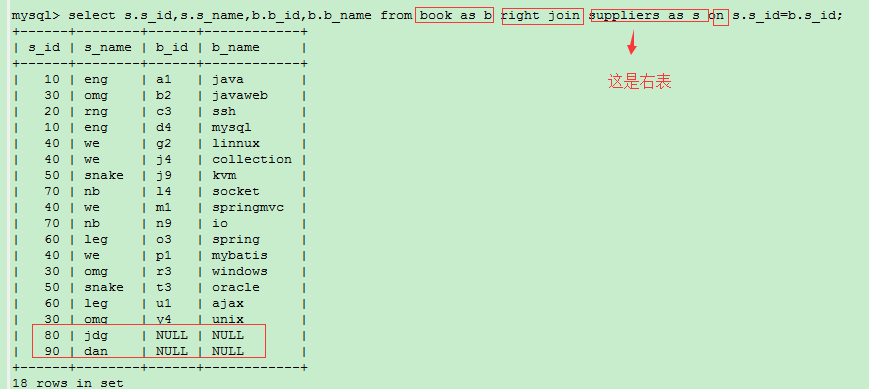 mysql> select s.s_id,s.s_name,b.b_id,b.b_name from book as b right join suppliers as s on s.s_id=b.s_id;
+------+--------+------+------------+
| s_id | s_name | b_id | b_name     |
+------+--------+------+------------+
|   10 | eng    | a1   | java       |
|   30 | omg    | b2   | javaweb    |
|   20 | rng    | c3   | ssh        |
|   10 | eng    | d4   | mysql      |
|   40 | we     | g2   | linnux     |
|   40 | we     | j4   | collection |
|   50 | snake  | j9   | kvm        |
|   70 | nb     | l4   | socket     |
|   40 | we     | m1   | springmvc  |
|   70 | nb     | n9   | io         |
|   60 | leg    | o3   | spring     |
|   40 | we     | p1   | mybatis    |
|   30 | omg    | r3   | windows    |
|   50 | snake  | t3   | oracle     |
|   60 | leg    | u1   | ajax       |
|   30 | omg    | v4   | unix       |
|   80 | jdg    | NULL | NULL       |
|   90 | dan    | NULL | NULL       |
+------+--------+------+------------+
18 rows in set
这是右表